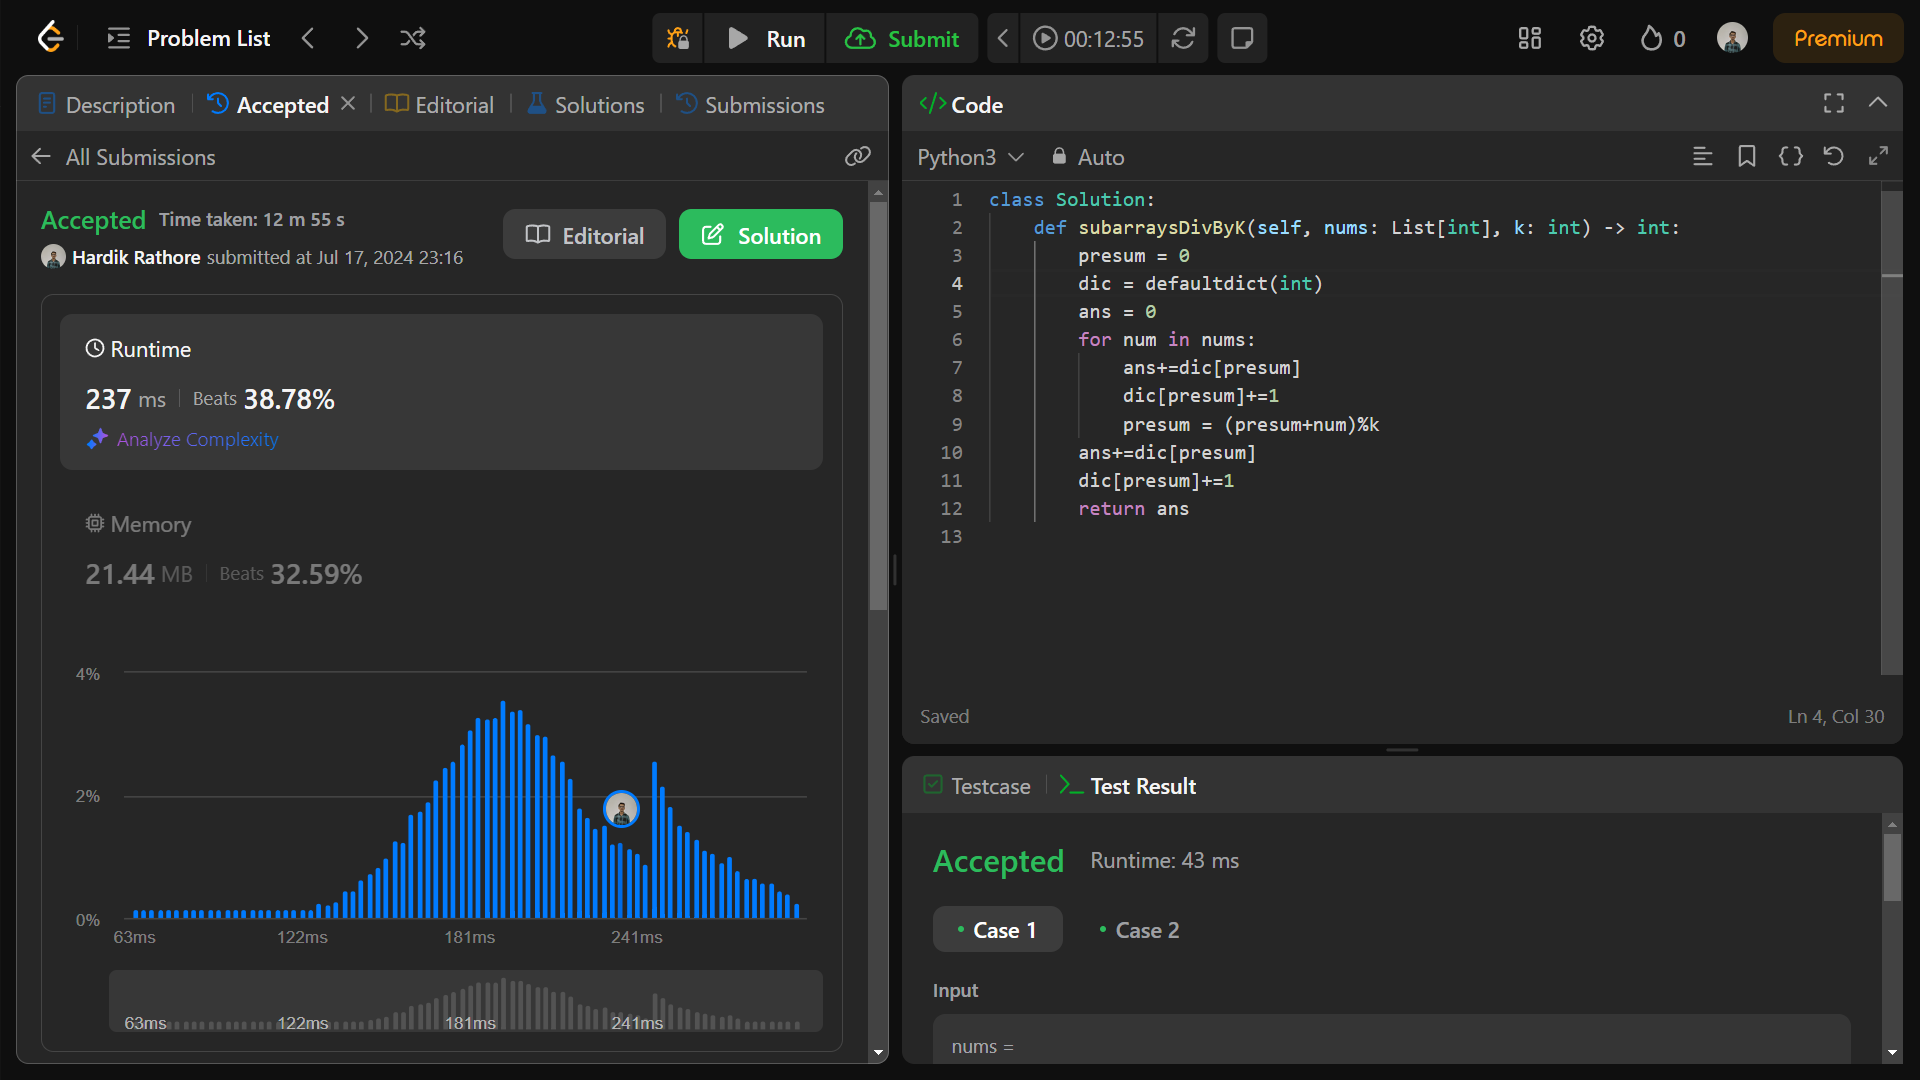 Problem List
Run
Submit
00:12:55
0
Premium
Description
Accepted
Editorial
Solutions
Submissions
All Submissions
Accepted
Time taken: 12 m 55 s
Hardik Rathore submitted at Jul 17, 2024 23:16
Editorial
Solution
Runtime
237 ms
Beats 38.78%
Analyze Complexity
Memory
21.44 MB
Beats 32.59%
4%
2%
0%
63ms
122ms
181ms
241ms
63ms
122ms
181ms
241ms
</> Code
Python3
Auto
1 class Solution:
2 def subarraysDivByK(self, nums: List[int], k: int) -> int:
3 presum = 0
4 dic = defaultdict(int)
5 ans = 0
6 for num in nums:
7 ans+=dic[presum]
8 dic[presum]+=1
9 presum = (presum+num)%k
10 ans+=dic[presum]
11 dic[presum]+=1
12 return ans
13
Saved
Ln 4, Col 30
Testcase
Test Result
Accepted
Runtime: 43 ms
Case 1
Case 2
Input
nums =